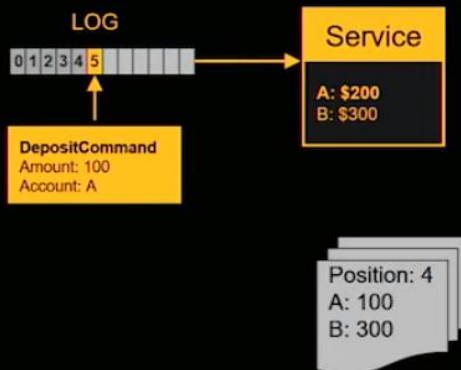 LOG
0 1 2 3 4 5
Service
A: $200
B: $300
DepositCommand
Amount: 100
Account: A
Position: 4
A: 100
B: 300